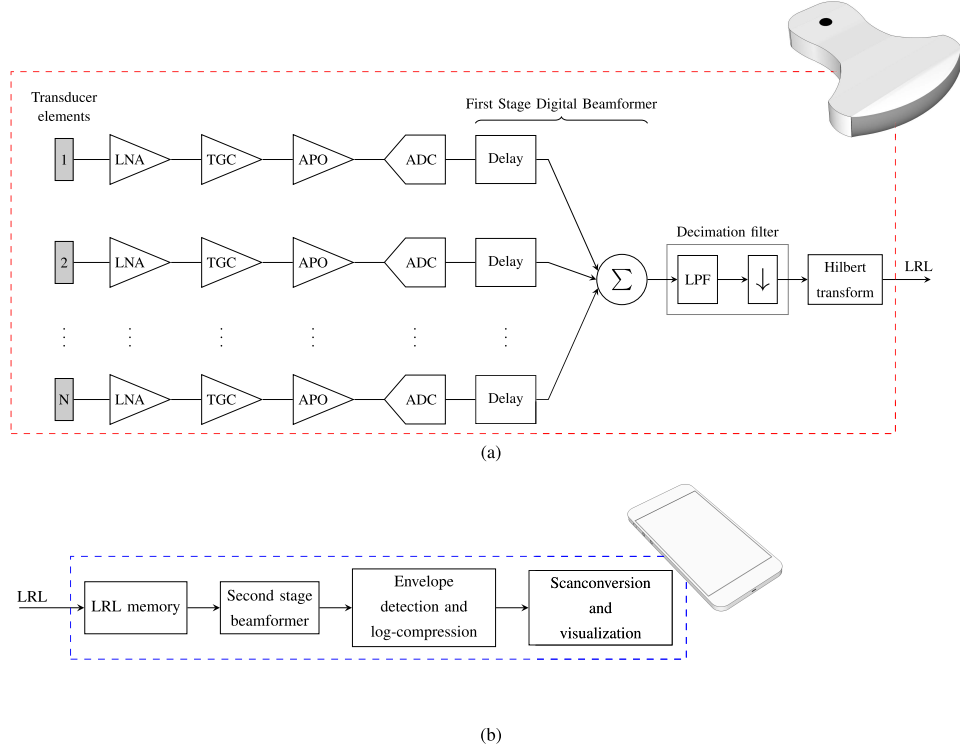 Transducer
elements
First Stage Digital Beamformer
1 LNA TGC APO ADC Delay
Decimation filter
2 LNA TGC APO ADC Delay
∑ LPF ↓ Hilbert
transform
LRL
N LNA TGC APO ADC Delay
(a)
LRL
LRL memory
Second stage
beamformer
Envelope
detection and
log-compression
Scanconversion
and
visualization
(b)